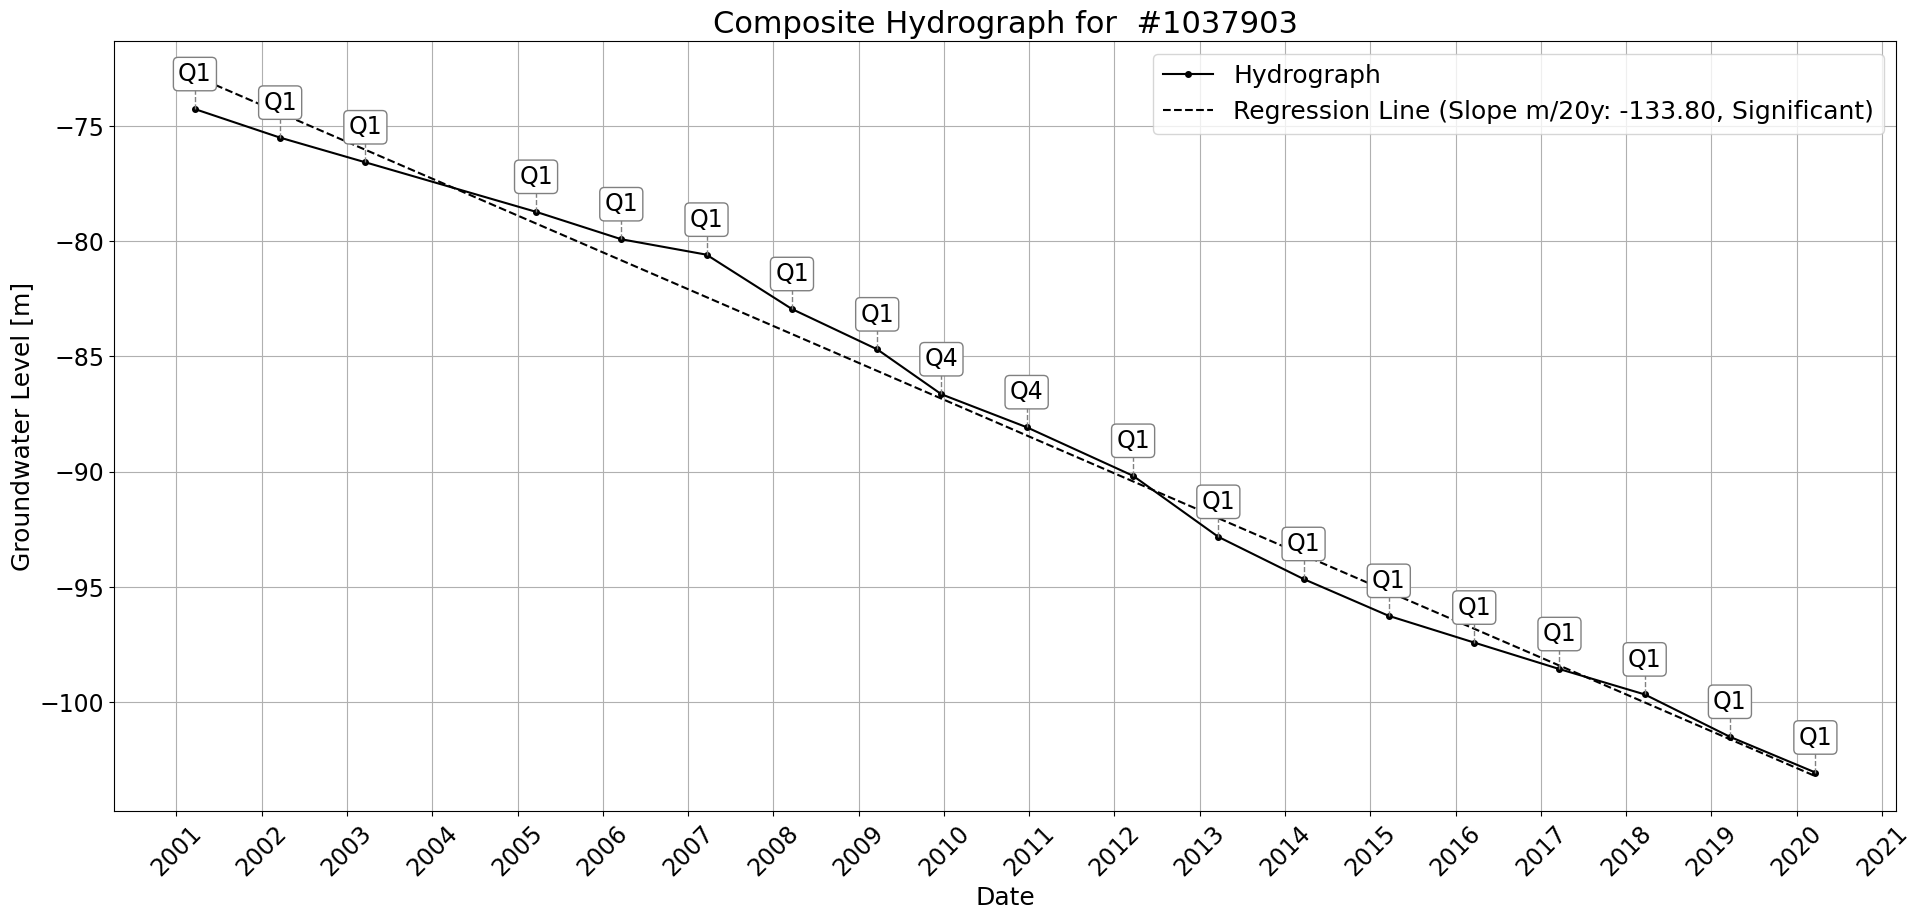 Composite Hydrograph for  #1037903
Hydrograph
Regression Line (Slope m/20y: -133.80, Significant)
Groundwater Level [m]
−75
−80
−85
−90
−95
−100
Q1
Q1
Q1
Q1
Q1
Q1
Q1
Q1
Q4
Q4
Q1
Q1
Q1
Q1
Q1
Q1
Q1
Q1
Q1
2001
2002
2003
2004
2005
2006
2007
2008
2009
2010
2011
2012
2013
2014
2015
2016
2017
2018
2019
2020
2021
Date